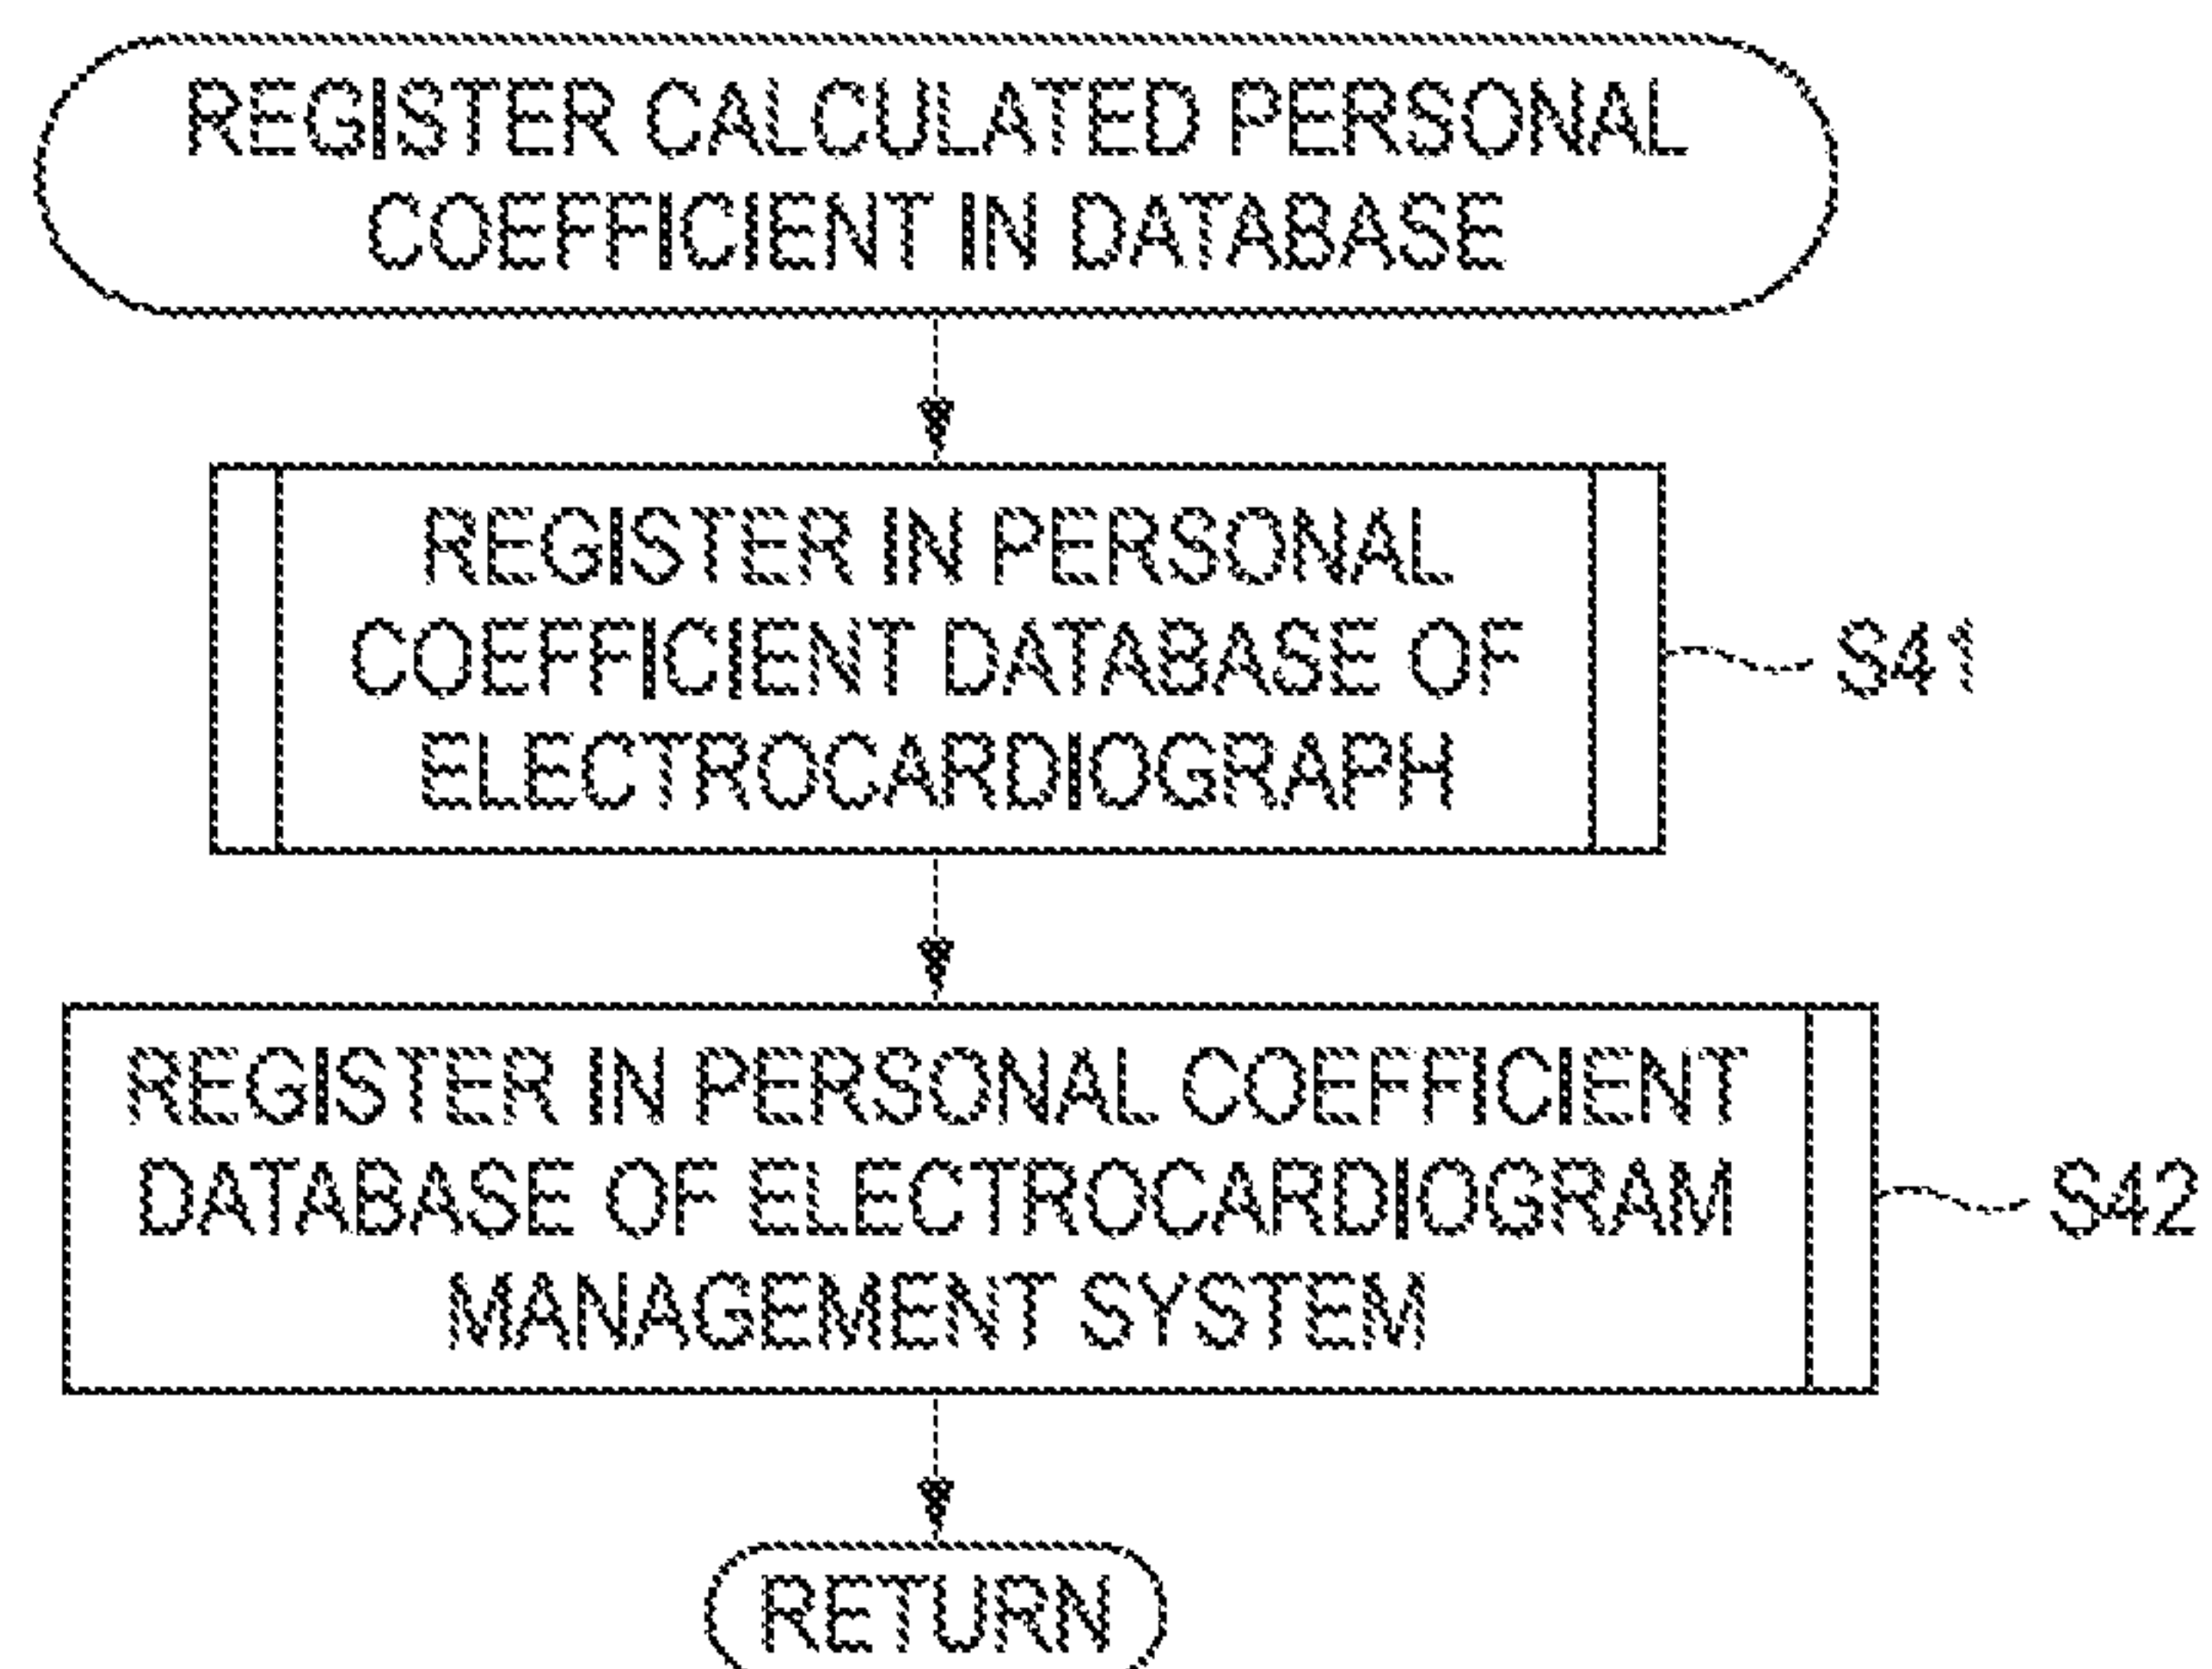 REGISTER CALCULATED PERSONAL
COEFFICIENT IN DATABASE
REGISTER IN PERSONAL
COEFFICIENT DATABASE OF
ELECTROCARDIOGRAPH
S41
REGISTER IN PERSONAL COEFFICIENT
DATABASE OF ELECTROCARDIOGRAM
MANAGEMENT SYSTEM
S42
RETURN